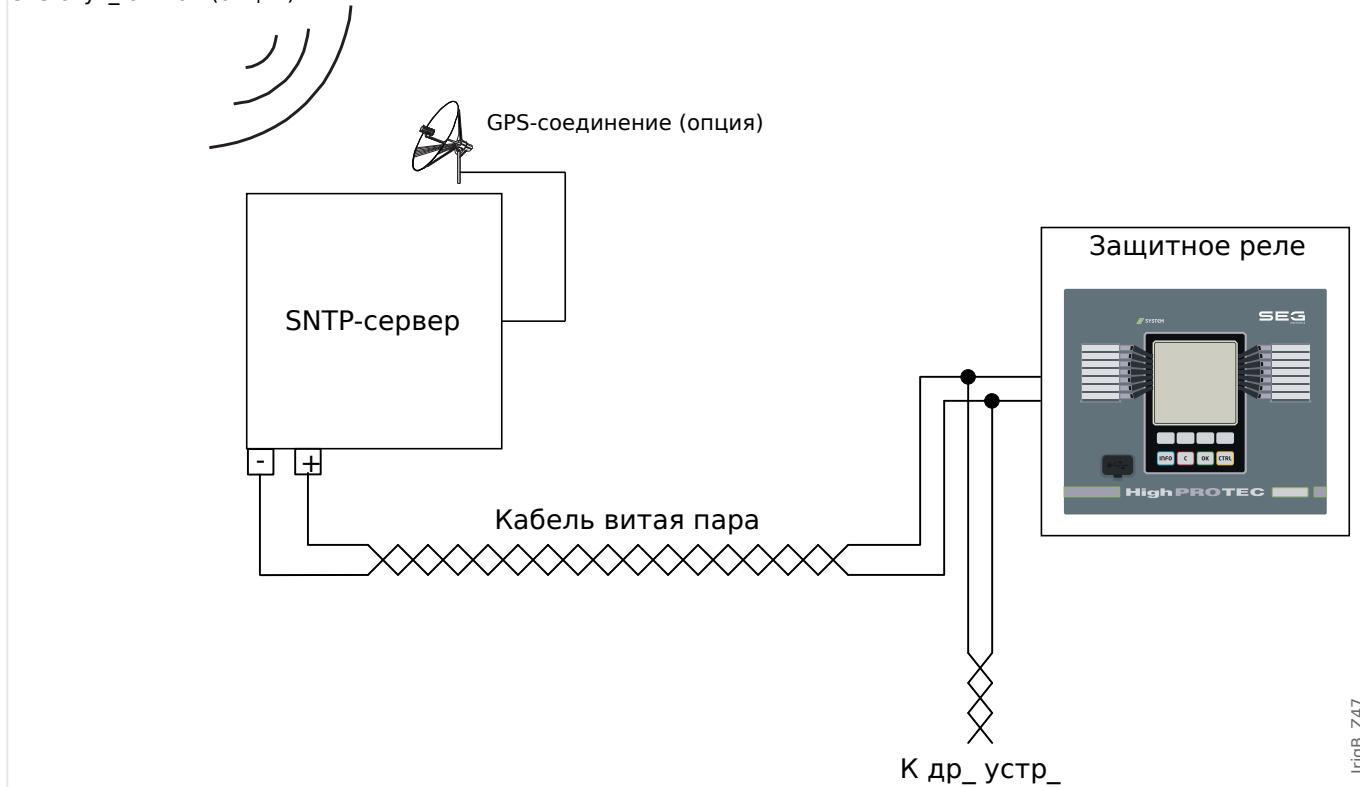 GPS-соединение (опция)
Защитное реле
SNTP-сервер
SYSTEM
SEG
INFO
C
OK
CTRL
HighPROTEC
-
+
Кабель витая пара
К др_ устр_
IrigB_Z47